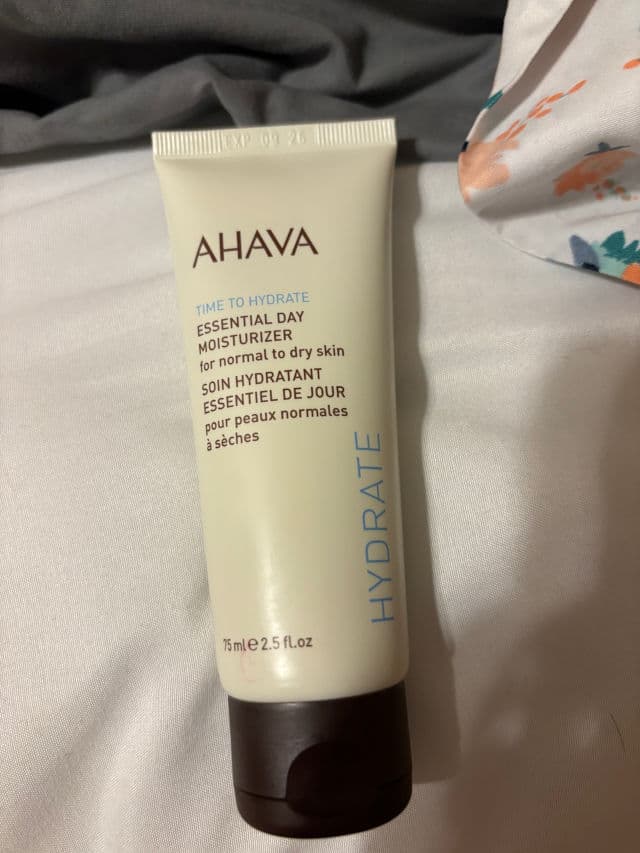 EXP 09 26
AHAVA
TIME TO HYDRATE
ESSENTIAL DAY
MOISTURIZER
for normal to dry skin
SOIN HYDRATANT
ESSENTIEL DE JOUR
pour peaux normales
à sèches
HYDRATE
75 ml e 2.5 fl.oz